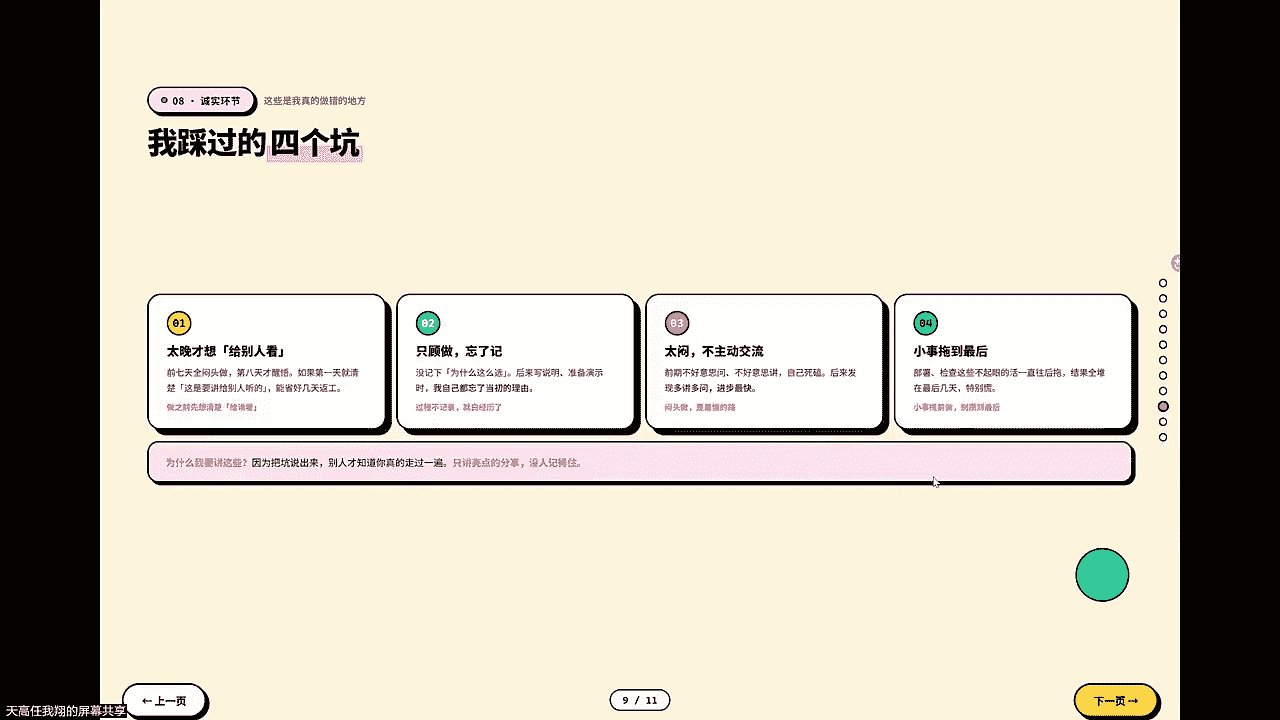 08 · 诚实环节
这些是我真的做错的地方
我踩过的四个坑
01
太晚才想「给别人看」
前七天全闷头做，第八天才醒悟。如果第一天就清
楚「这是要讲给别人听的」，能省好几天返工。
做之前先想清楚「给谁看」
02
只顾做，忘了记
没记下「为什么这么选」。后来写说明、准备演示
时，我自己都忘了当初的理由。
过程不记录，就白经历了
03
太闷，不主动交流
前期不好意思问、不好意思讲，自己死磕。后来发
现多讲多问，进步最快。
闷头做，是最慢的路
04
小事拖到最后
部署、检查这些不起眼的活一直往后拖，结果全堆
在最后几天，特别慌。
小事提前做，别攒到最后
为什么我要讲这些？因为把坑说出来，别人才知道你真的走过一遍。只讲亮点的分享，没人记得住。
← 上一页
9 / 11
下一页 →
天高任我翔的屏幕共享